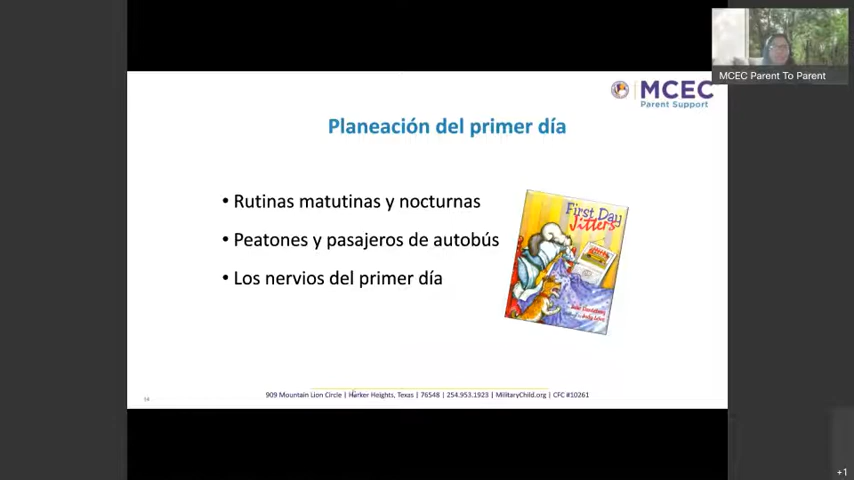 MCEC Parent To Parent
MCEC
Parent Support
Planeación del primer día
• Rutinas matutinas y nocturnas
• Peatones y pasajeros de autobús
• Los nervios del primer día
First Day
Jitters
909 Mountain Lion Circle | Harker Heights, Texas | 76548 | 254.953.1923 | MilitaryChild.org | CFC #10261
14
+1